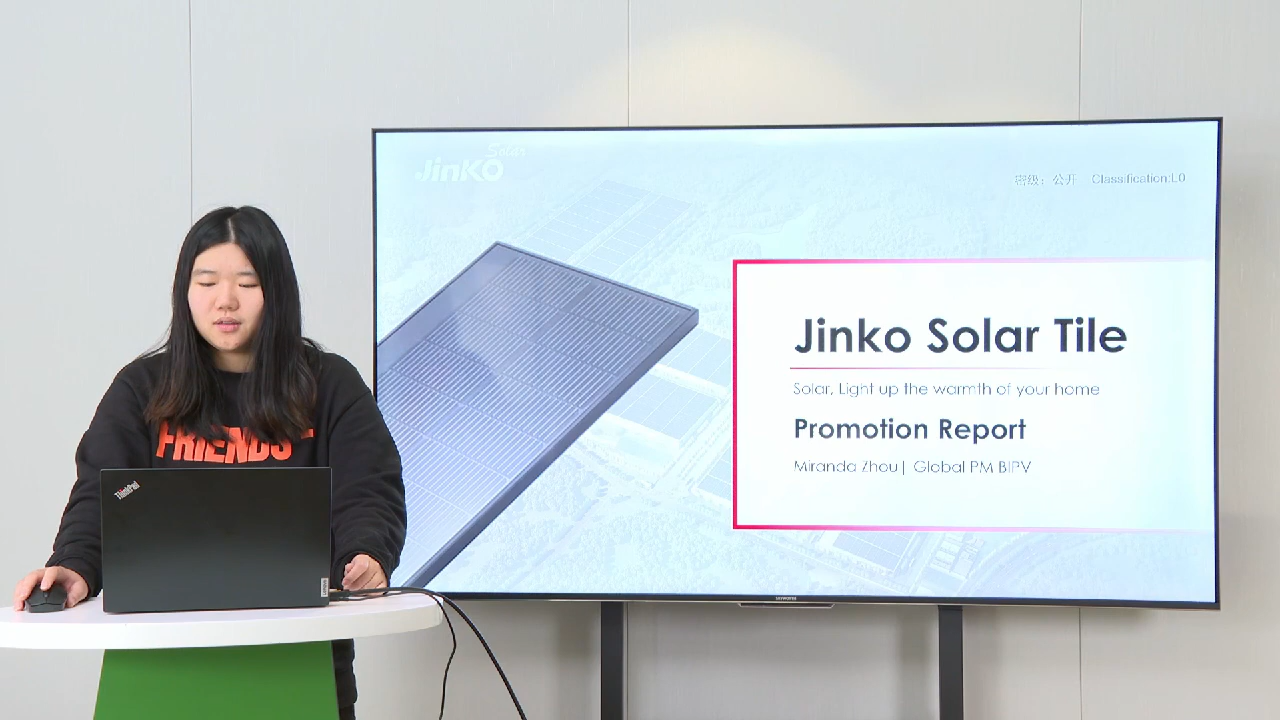 Solar
JinKO
密级：公开 Classification:L0
Jinko Solar Tile
Solar, Light up the warmth of your home
Promotion Report
Miranda Zhou| Global PM BIPV
FRIENDS
ThinkPad